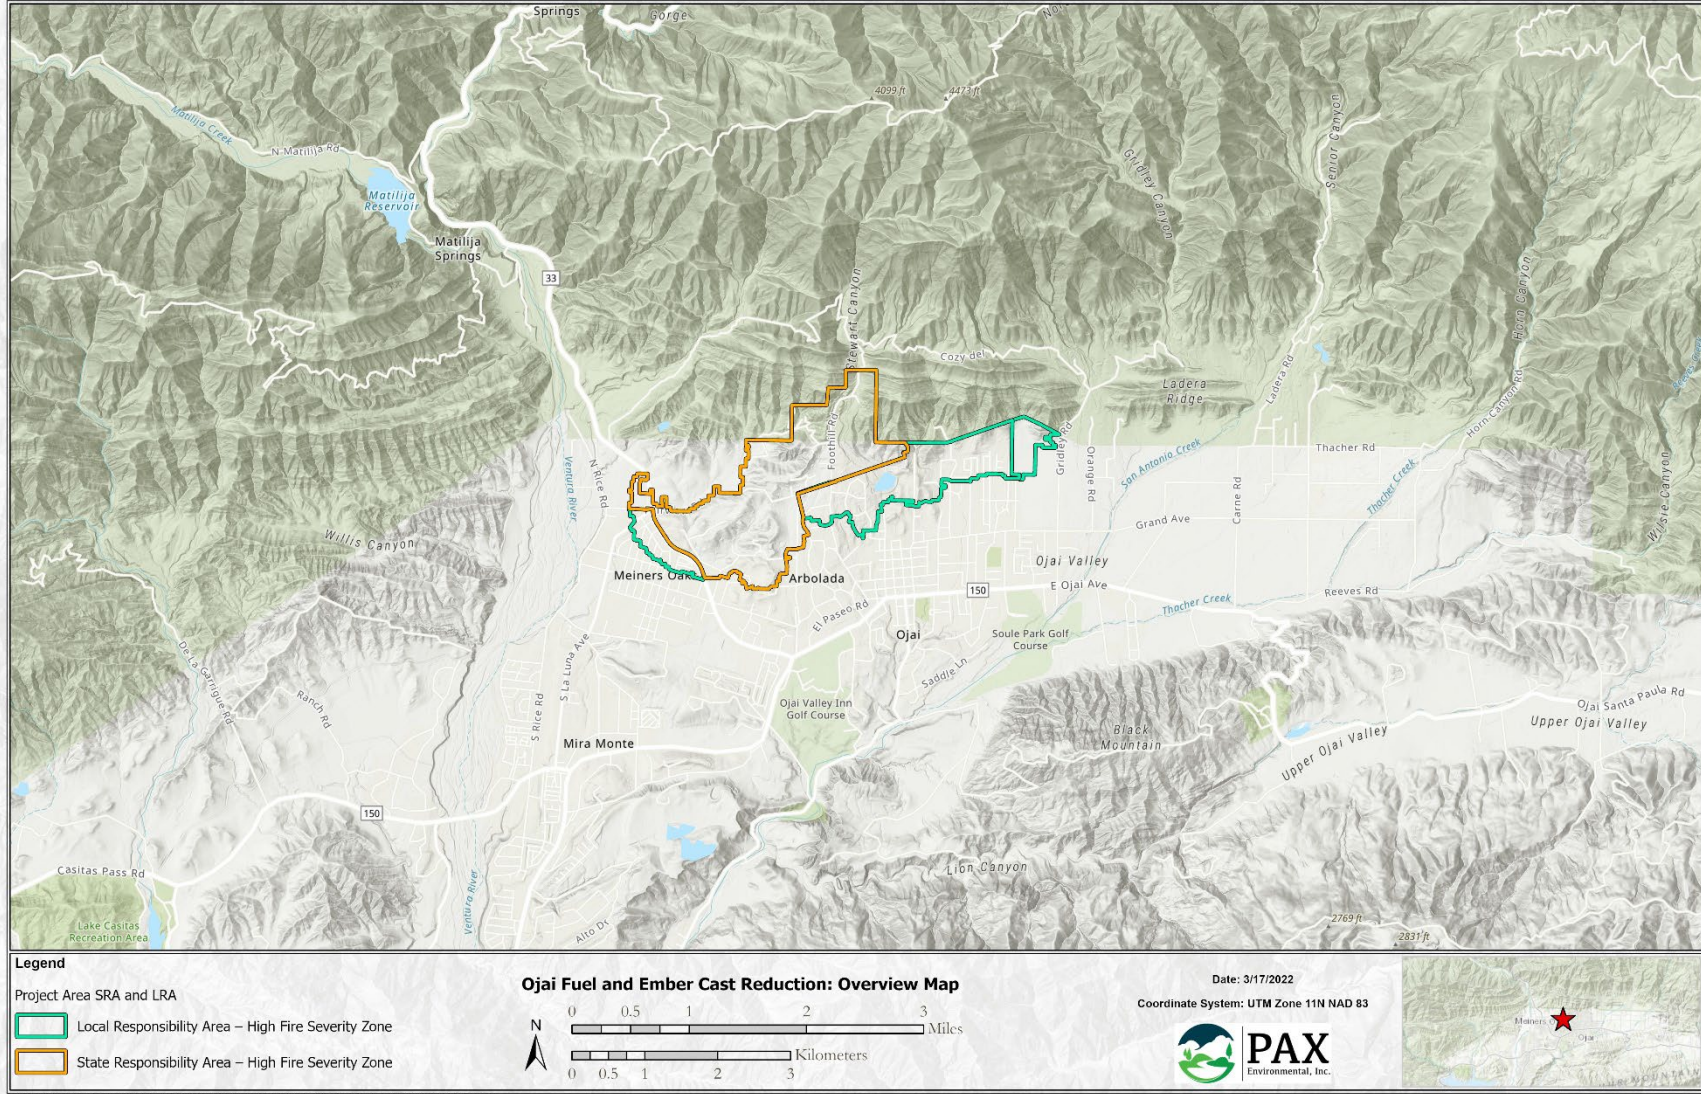 Springs
Gorge
4099 ft
4473 ft
Matilija Creek
N Matilija Rd
Gridley Canyon
Senior Canyon
Matilija
Reservoir
Matilija
Springs
33
Stewart Canyon
Horn Canyon
Cozy del
Ladera
Ridge
Ladera Rd
Horn Canyon Rd
Foothill Rd
Gridley Rd
Orange Rd
San Antonio Creek
Thacher Rd
Ventura River
N Rice Rd
Carne Rd
Thacher Creek
Wilsie Canyon
Willis Canyon
Grand Ave
Ojai Valley
Meiners Oak
Arbolada
150
E Ojai Ave
Thacher Creek
Reeves Rd
El Paseo Rd
Ojai
Soule Park Golf
Course
De La Garrigue Rd
S La Luna Ave
Saddle Ln
Ranch Rd
S Rice Rd
Ojai Valley Inn
Golf Course
Ojai Santa Paula Rd
Upper Ojai Valley
Black
Mountain
Upper Ojai Valley
Mira Monte
150
Casitas Pass Rd
Lion Canyon
Ventura River
Lake Casitas
Recreation Area
Alto Dr
2769 ft
2831 ft
Legend
Project Area SRA and LRA
Local Responsibility Area – High Fire Severity Zone
State Responsibility Area – High Fire Severity Zone
Ojai Fuel and Ember Cast Reduction: Overview Map
N
0 0.5 1 2 3
Miles
Kilometers
0 0.5 1 2 3
Date: 3/17/2022
Coordinate System: UTM Zone 11N NAD 83
PAX
Environmental, Inc.
Meiners
Ojai
MOUNTAIN